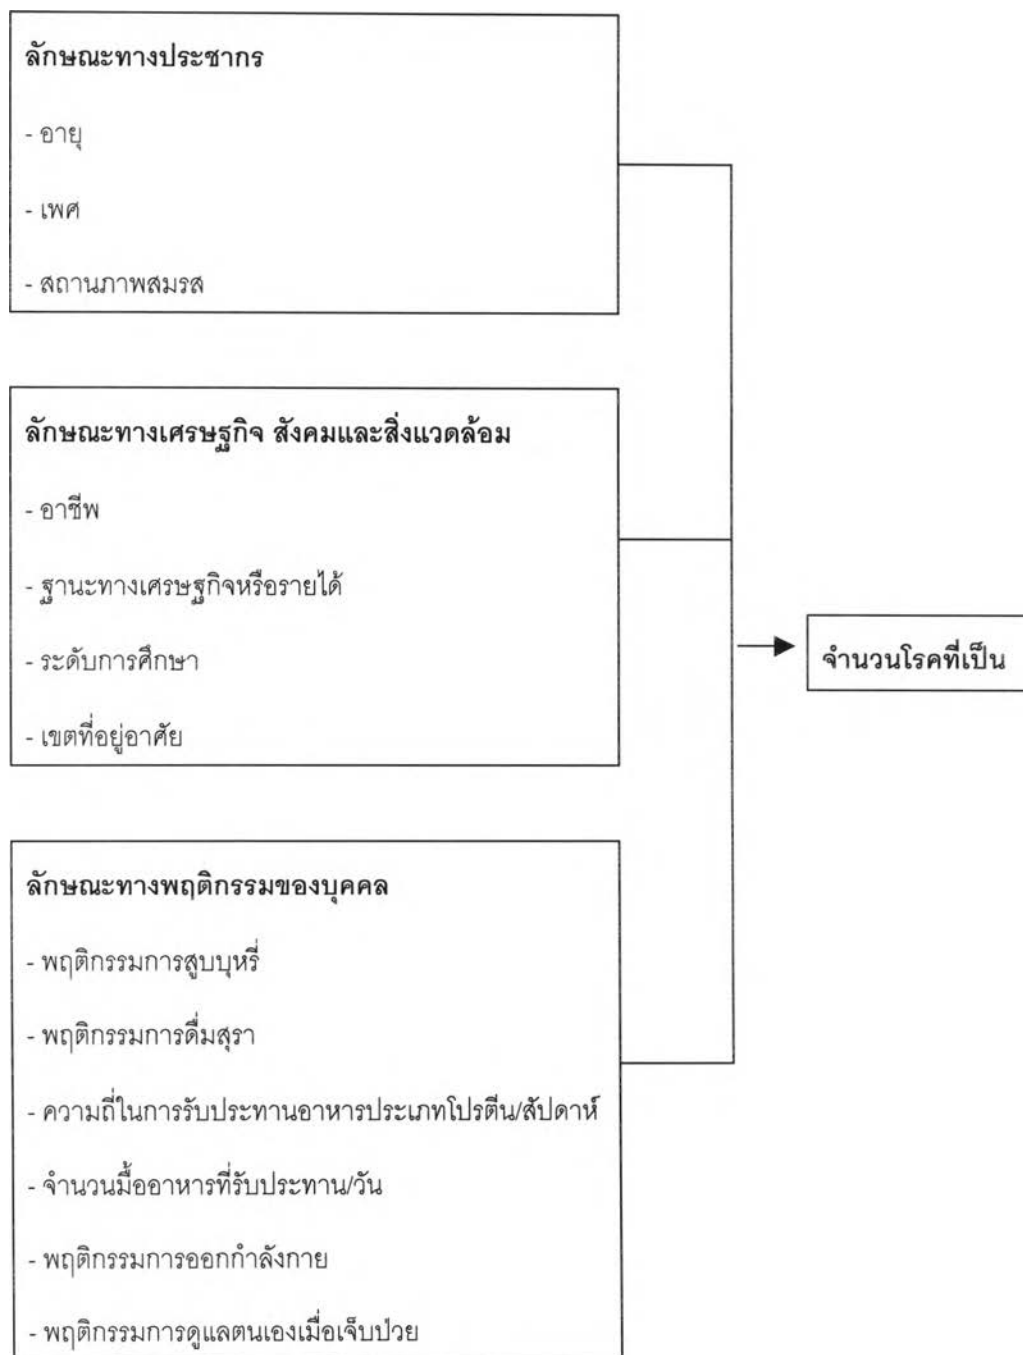 ลักษณะทางประชากร
- อายุ
- เพศ
- สถานภาพสมรส
ลักษณะทางเศรษฐกิจ สังคมและสิ่งแวดล้อม
- อาชีพ
- ฐานะทางเศรษฐกิจหรือรายได้
- ระดับการศึกษา
- เขตที่อยู่อาศัย
จำนวนโรคที่เป็น
ลักษณะทางพฤติกรรมของบุคคล
- พฤติกรรมการสูบบุหรี่
- พฤติกรรมการดื่มสุรา
- ความถี่ในการรับประทานอาหารประเภทโปรตีน/สัปดาห์
- จำนวนมื้ออาหารที่รับประทาน/วัน
- พฤติกรรมการออกกำลังกาย
- พฤติกรรมการดูแลตนเองเมื่อเจ็บป่วย